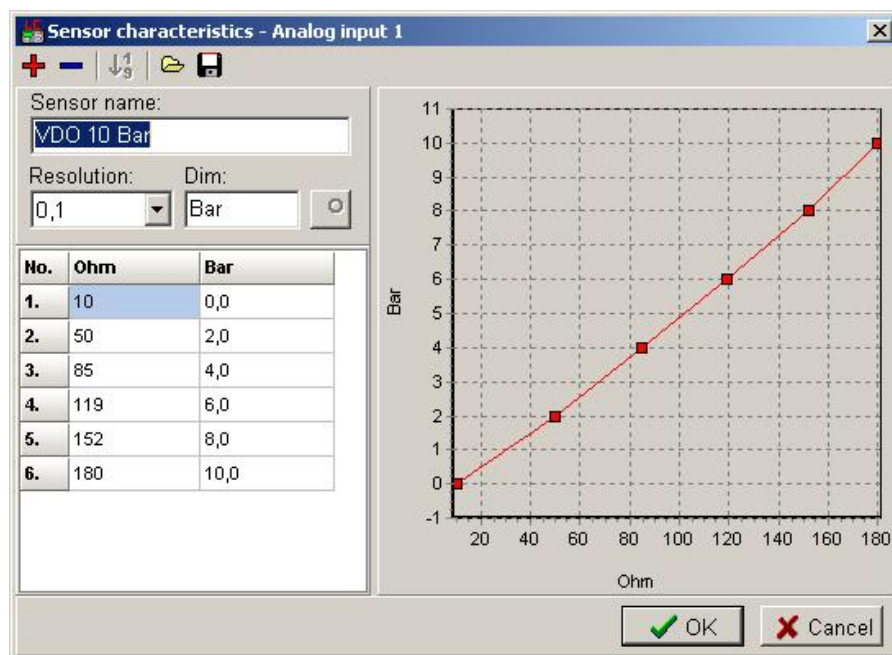 Sensor characteristics - Analog input 1
Sensor name:
VDO 10 Bar
Resolution: Dim:
0,1 Bar
No. Ohm Bar
1. 10 0,0
2. 50 2,0
3. 85 4,0
4. 119 6,0
5. 152 8,0
6. 180 10,0
11
10
9
8
7
6
5
4
3
2
1
0
-1
Bar
20 40 60 80 100 120 140 160 180
Ohm
OK Cancel